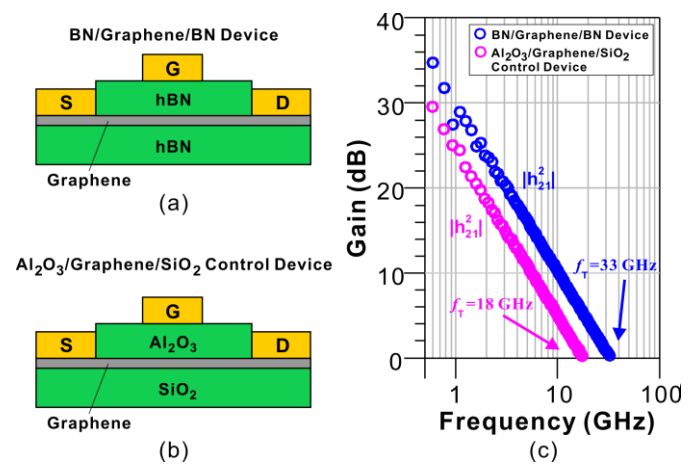 (a)
BN/Graphene/BN Device
G
S
hBN
D
hBN
Graphene
(a)
Al₂O₃/Graphene/SiO₂ Control Device
G
S
Al₂O₃
D
SiO₂
Graphene
(b)
BN/Graphene/BN Device
Al₂O₃/Graphene/SiO₂
Control Device
40
30
20
10
0
Gain (dB)
|h²₂₁|
|h²₂₁|
f_T=33 GHz
f_T=18 GHz
1
10
100
Frequency (GHz)
(c)